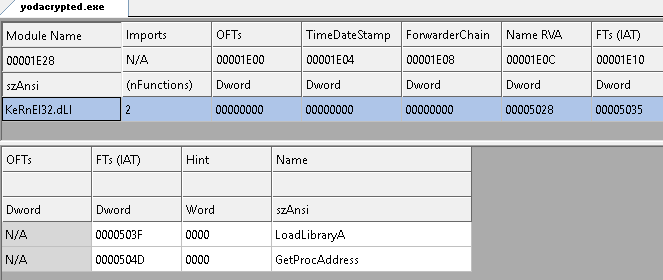 yodacrypted.exe
Module Name Imports OFTs TimeDateStamp ForwarderChain Name RVA FTs (IAT)
00001E28 N/A 00001E00 00001E04 00001E08 00001E0C 00001E10
szAnsi (nFunctions) Dword Dword Dword Dword Dword
KeRnEl32.dLl 2 00000000 00000000 00000000 00005028 00005035
OFTs FTs (IAT) Hint Name
Dword Dword Word szAnsi
N/A 0000503F 0000 LoadLibraryA
N/A 0000504D 0000 GetProcAddress